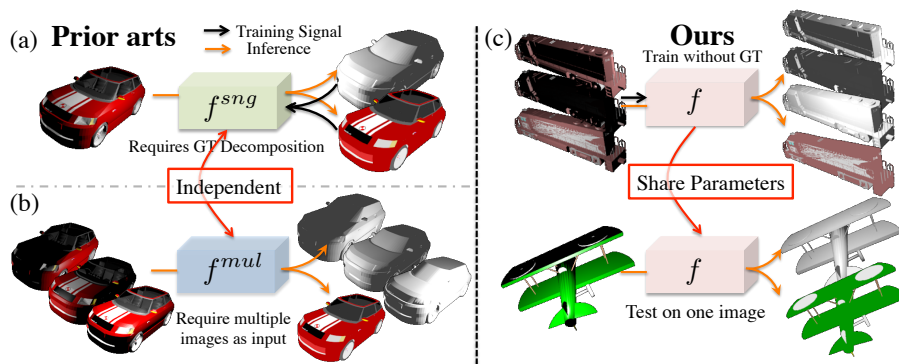 (a) Prior arts
Training Signal
Inference
f^{sng}
Requires GT Decomposition
Independent
(b)
f^{mul}
Require multiple
images as input
(c) Ours
Train without GT
f
Share Parameters
f
Test on one image